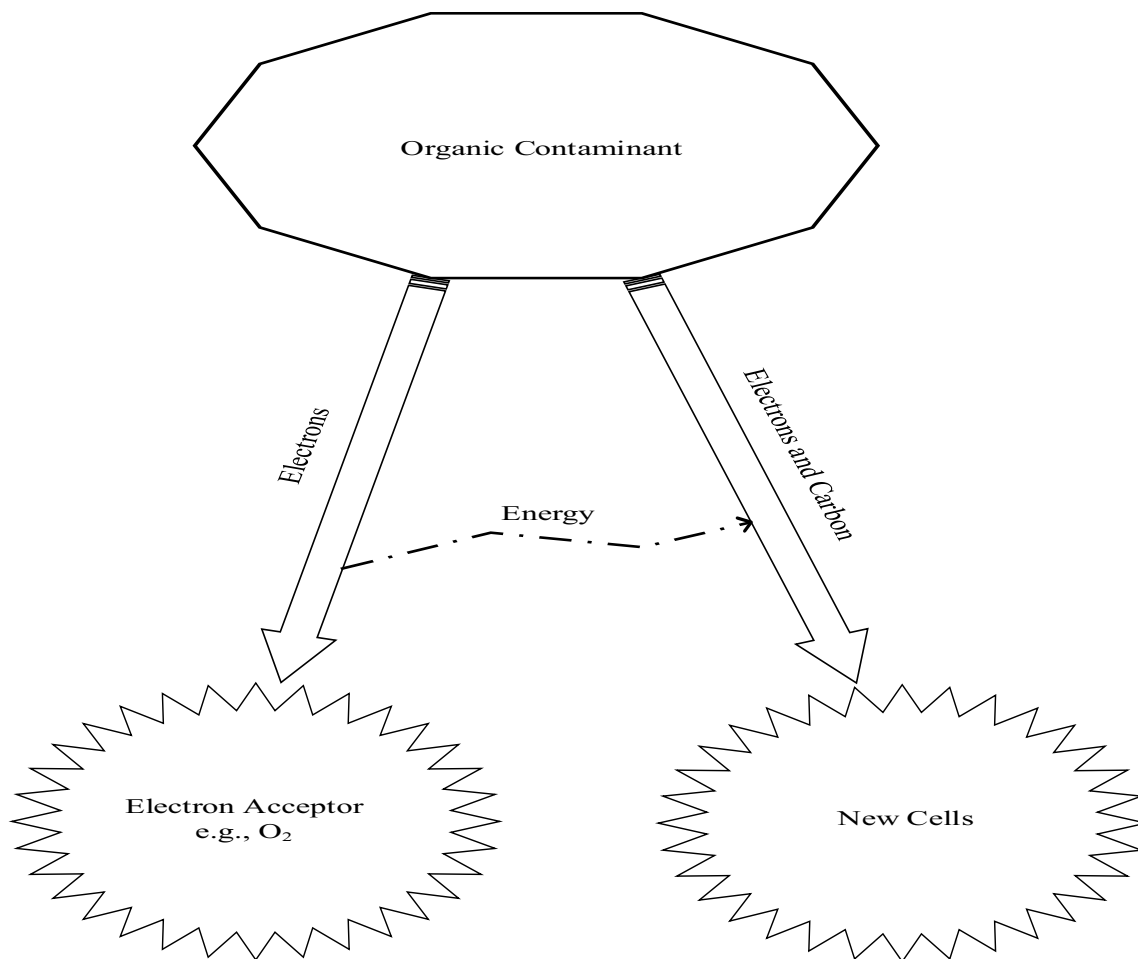 Organic Contaminant
Electrons
Electrons and Carbon
Energy
Electron Acceptor
e.g., O₂
New Cells